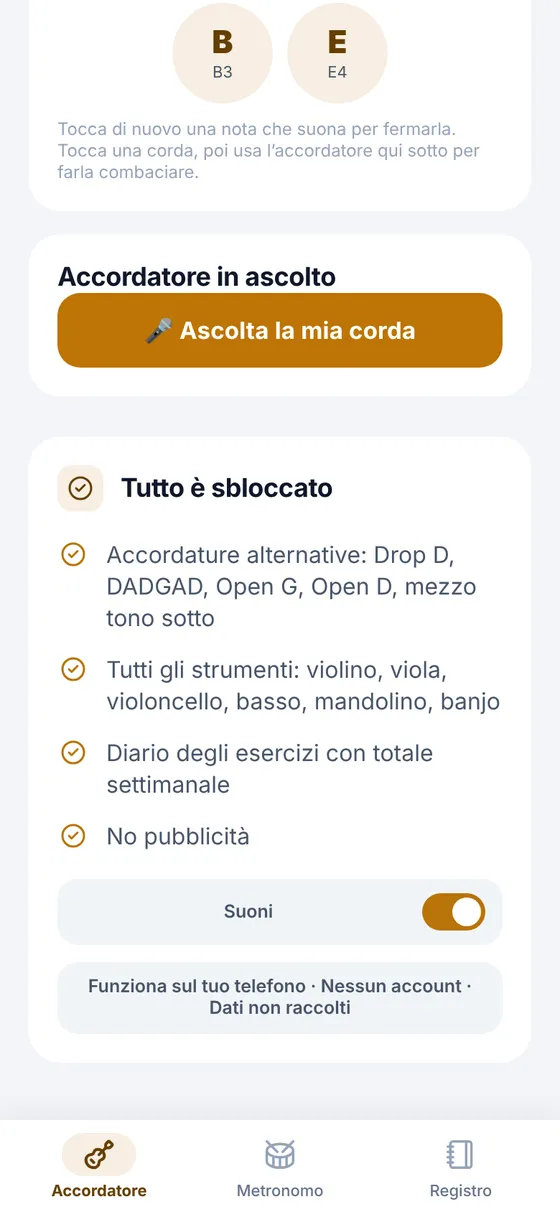 B
B3
E
E4
Tocca di nuovo una nota che suona per fermarla.
Tocca una corda, poi usa l’accordatore qui sotto per
farla combaciare.
Accordatore in ascolto
🎤 Ascolta la mia corda
Tutto è sbloccato
Accordature alternative: Drop D,
DADGAD, Open G, Open D, mezzo
tono sotto
Tutti gli strumenti: violino, viola,
violoncello, basso, mandolino, banjo
Diario degli esercizi con totale
settimanale
No pubblicità
Suoni
Funziona sul tuo telefono · Nessun account ·
Dati non raccolti
Accordatore
Metronomo
Registro